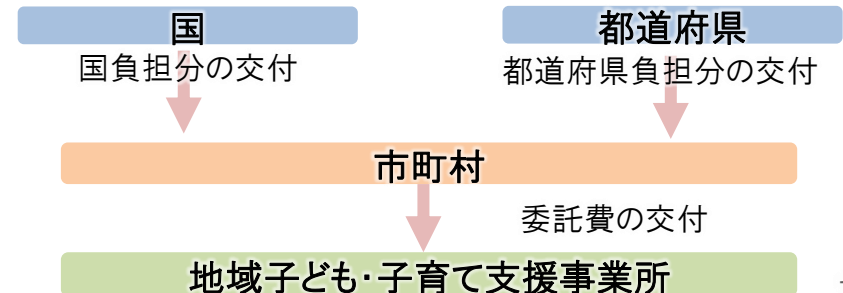 国
都道府県
国負担分の交付
都道府県負担分の交付
市町村
委託費の交付
地域子ども・子育て支援事業所